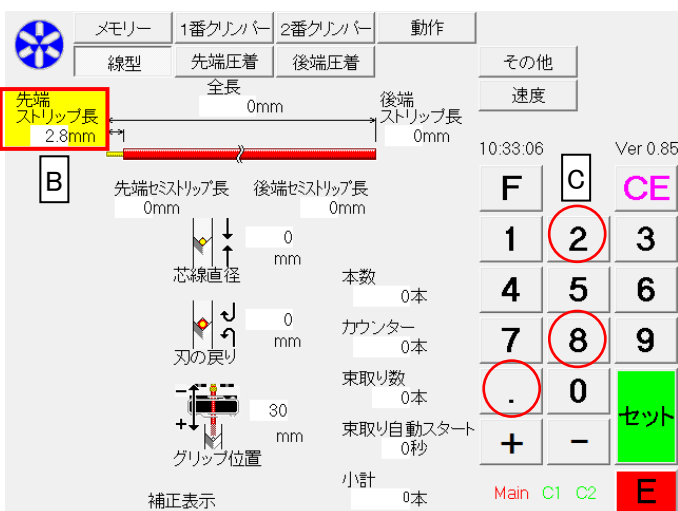 メモリー
1番クリンパー
2番クリンパー
動作
線型
先端圧着
後端圧着
その他
速度
先端
ストリップ長
2.8mm
全長
0mm
後端
ストリップ長
0mm
10:33:06
Ver 0.85
B
C
先端セミストリップ長
0mm
後端セミストリップ長
0mm
0
mm
芯線直径
0
mm
刃の戻り
-
+
30
mm
グリップ位置
補正表示
本数
0本
カウンター
0本
束取り数
0本
束取り自動スタート
0秒
小計
0本
F
CE
1
2
3
4
5
6
7
8
9
.
0
セット
+
-
Main
C1
C2
E